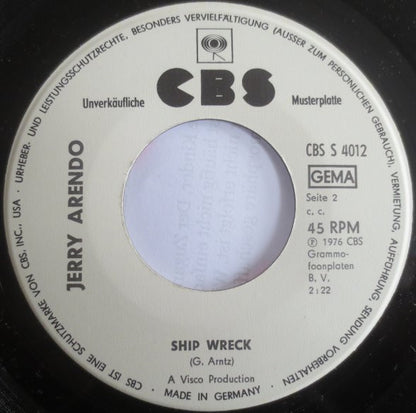 URHEBER- UND LEISTUNGSSCHUTZRECHTE, BESONDERS VERVIELFÄLTIGUNG (AUSSER ZUM PERSÖNLICHEN GEBRAUCH), VERMIETUNG, AUFFÜHRUNG, SENDUNG VORBEHALTEN
CBS
Unverkäufliche Musterplatte
JERRY ARENDO
CBS S 4012
GEMA
Seite 2
c. c.
45 RPM
Ⓟ 1976 CBS
Grammo-
foonplaten
B. V.
2:22
SHIP WRECK
(G. Arntz)
A Visco Production
CBS IST EINE SCHUTZMARKE VON CBS, INC., USA ·
· MADE IN GERMANY ·